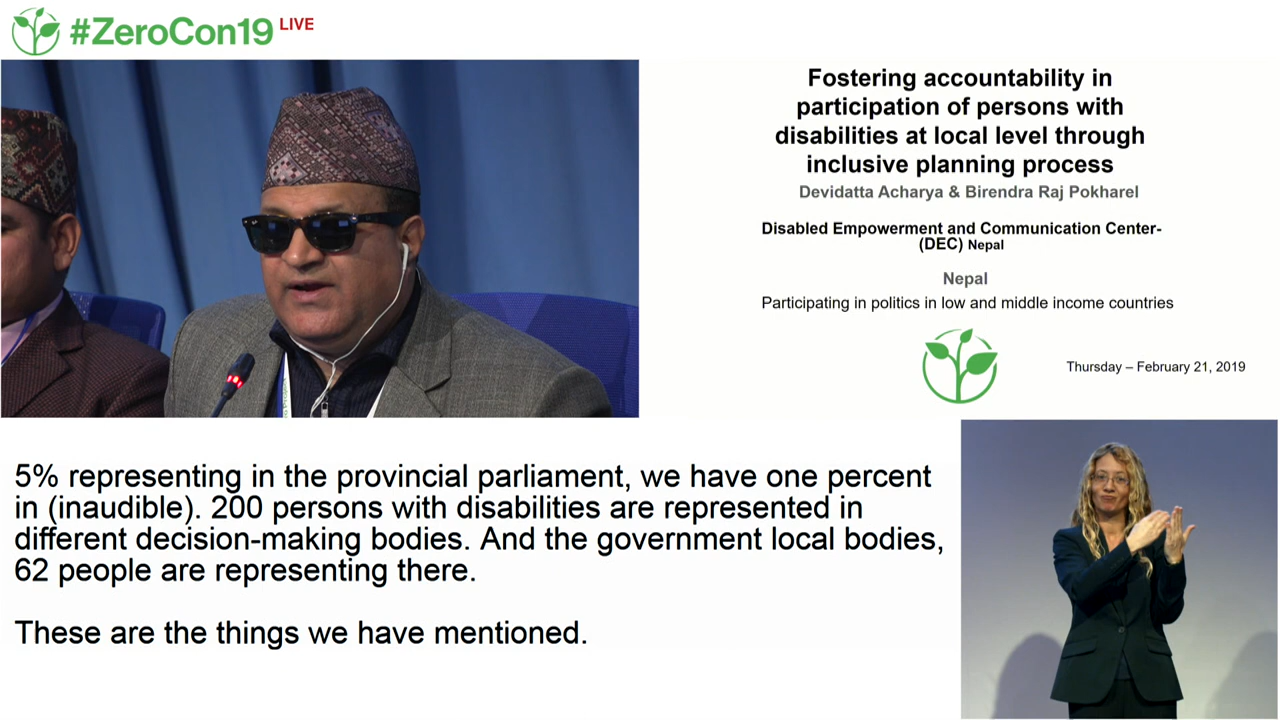 #ZeroCon19 LIVE
Fostering accountability in
participation of persons with
disabilities at local level through
inclusive planning process
Devidatta Acharya & Birendra Raj Pokharel
Disabled Empowerment and Communication Center-
(DEC) Nepal
Nepal
Participating in politics in low and middle income countries
Thursday – February 21, 2019
5% representing in the provincial parliament, we have one percent
in (inaudible). 200 persons with disabilities are represented in
different decision-making bodies. And the government local bodies,
62 people are representing there.
These are the things we have mentioned.